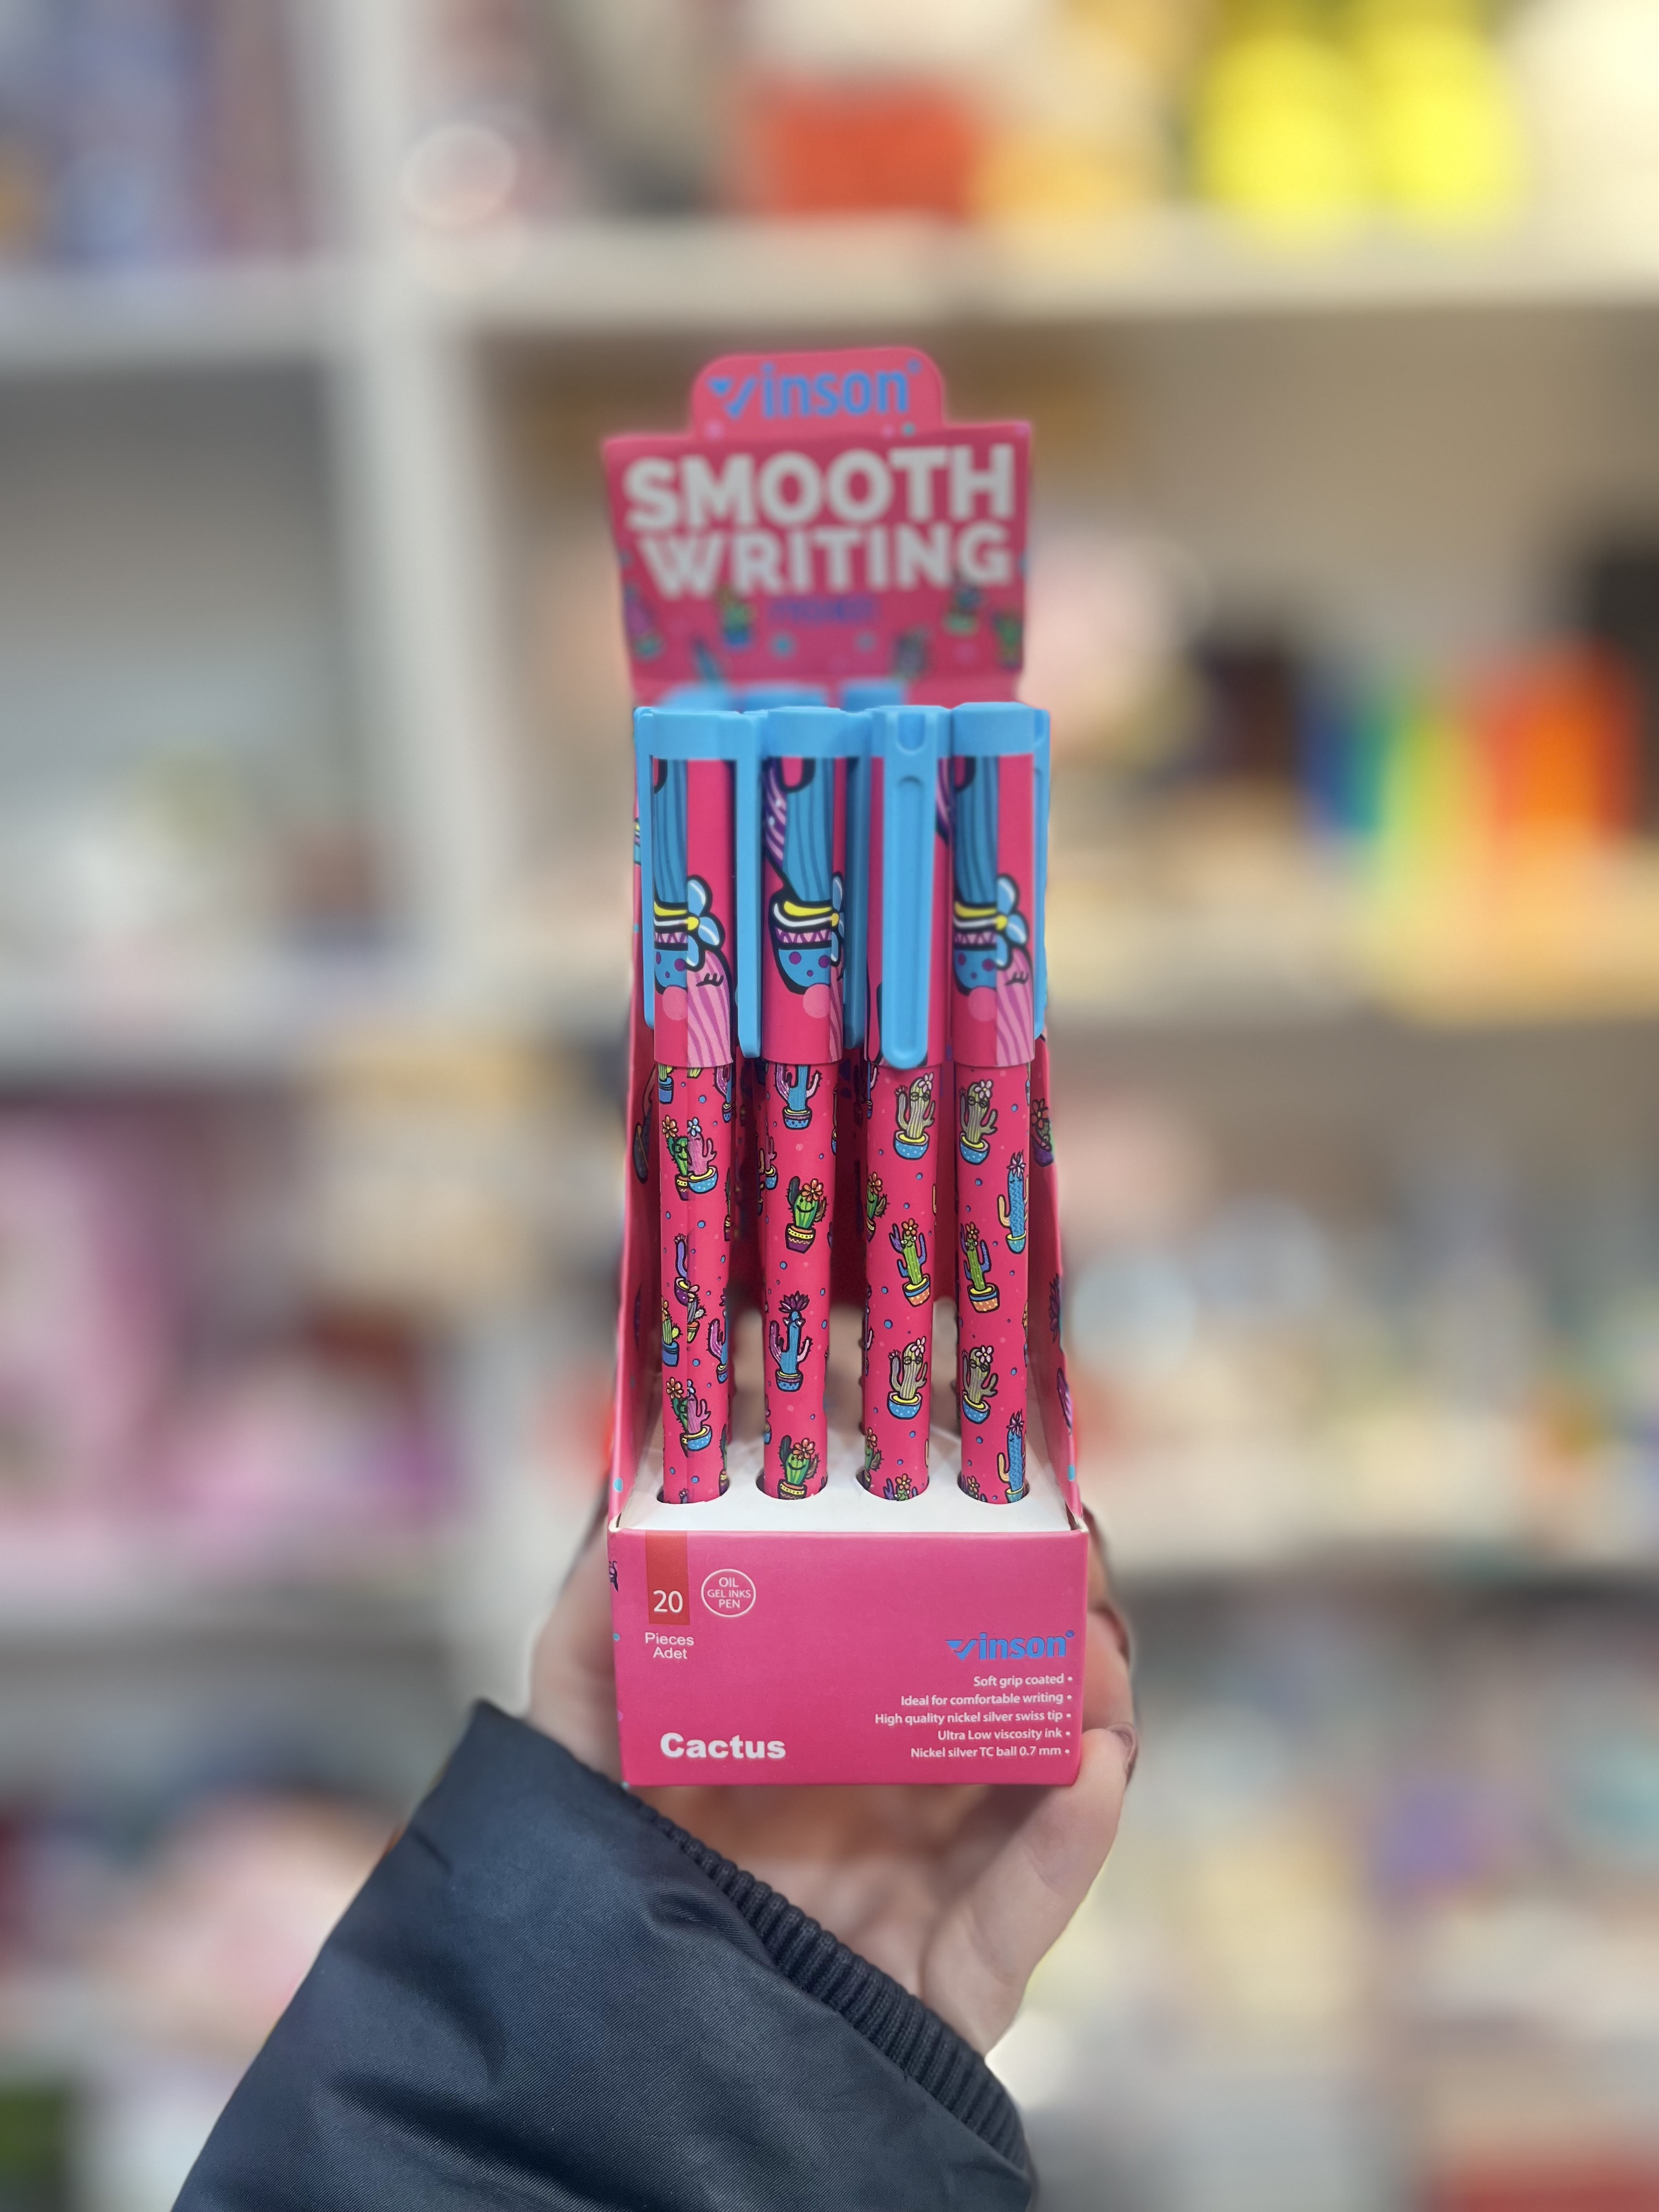 Vinson
SMOOTH
WRITING
20
Pieces
Adet
OIL
GEL INKS
PEN
Vinson
Soft grip coated •
Ideal for comfortable writing •
High quality nickel silver swiss tip •
Ultra Low viscosity ink •
Nickel silver TC ball 0.7 mm •
Cactus